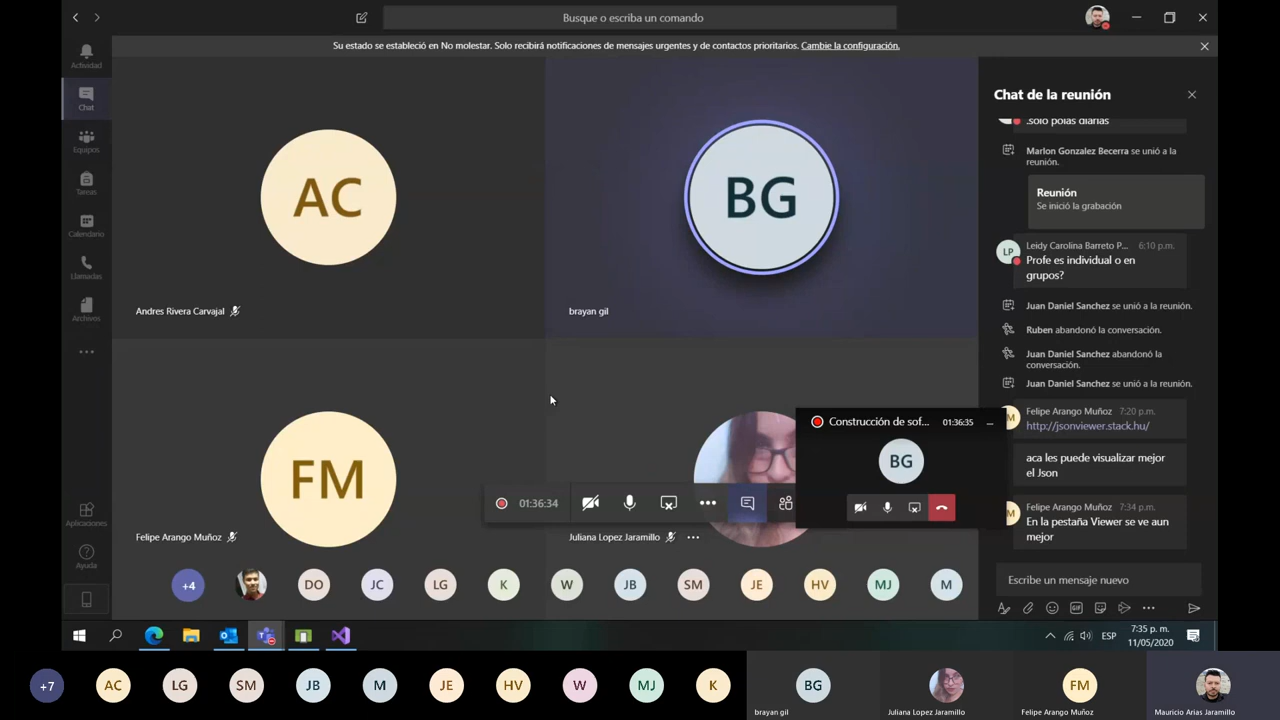 Busque o escriba un comando
Su estado se estableció en No molestar. Solo recibirá notificaciones de mensajes urgentes y de contactos prioritarios. Cambie la configuración.
Actividad
Chat
Equipos
Tareas
Calendario
Llamadas
Archivos
Aplicaciones
Ayuda
AC
Andres Rivera Carvajal
BG
brayan gil
FM
Felipe Arango Muñoz
Juliana Lopez Jaramillo
01:36:34
Construcción de sof...
01:36:35
BG
+4
DO
JC
LG
K
W
JB
SM
JE
HV
MJ
M
Chat de la reunión
.solo polas diarias
Marlon Gonzalez Becerra se unió a la
reunión.
Reunión
Se inició la grabación
LP
Leidy Carolina Barreto P...
6:10 p.m.
Profe es individual o en
grupos?
Juan Daniel Sanchez se unió a la reunión.
Ruben abandonó la conversación.
Juan Daniel Sanchez abandonó la
conversación.
Juan Daniel Sanchez se unió a la reunión.
Felipe Arango Muñoz
7:20 p.m.
http://jsonviewer.stack.hu/
aca les puede visualizar mejor
el Json
Felipe Arango Muñoz
7:34 p.m.
En la pestaña Viewer se ve aun
mejor
Escribe un mensaje nuevo
GIF
ESP
7:35 p. m.
11/05/2020
+7
AC
LG
SM
JB
M
JE
HV
W
MJ
K
BG
brayan gil
Juliana Lopez Jaramillo
FM
Felipe Arango Muñoz
Mauricio Arias Jaramillo